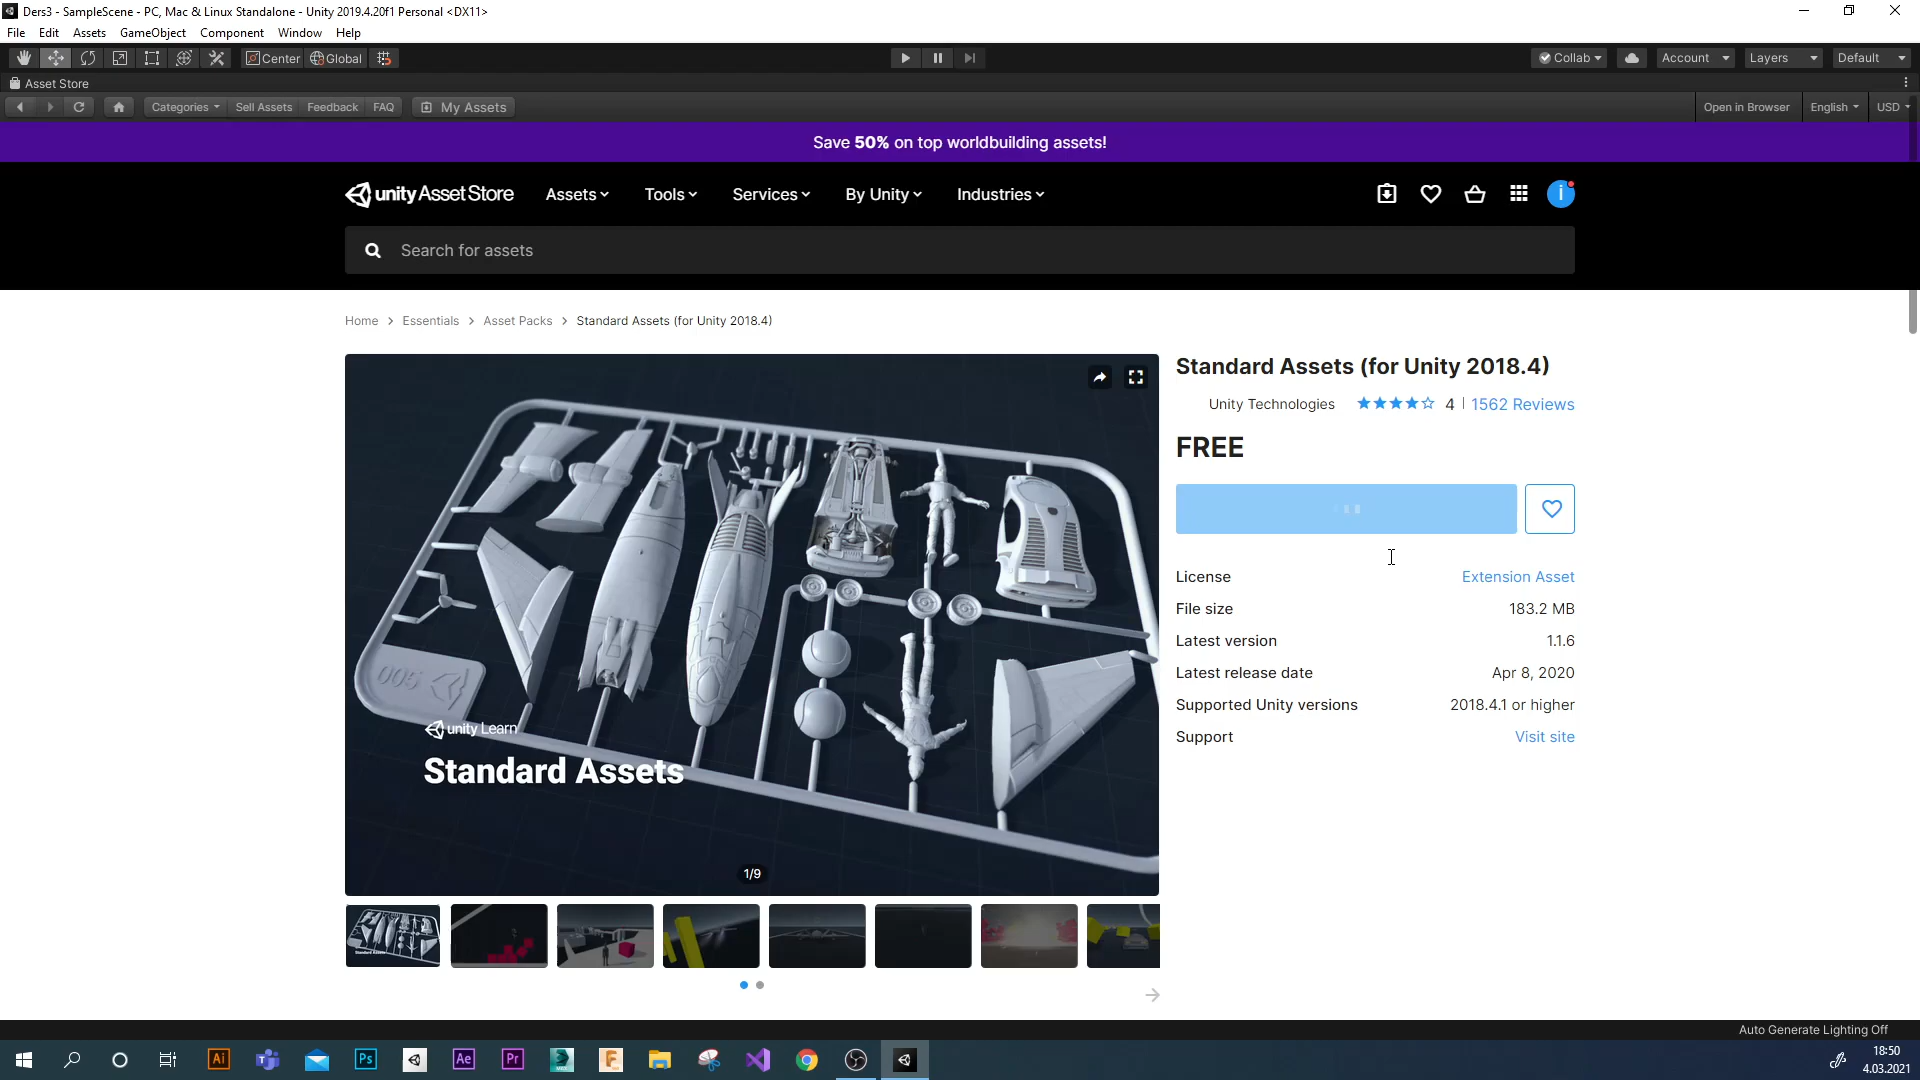 Ders3 - SampleScene - PC, Mac & Linux Standalone - Unity 2019.4.20f1 Personal <DX11>
File Edit Assets GameObject Component Window Help
Center Global Collab Account Layers Default
Asset Store
Categories Sell Assets Feedback FAQ My Assets Open in Browser English USD
Save 50% on top worldbuilding assets!
unity Asset Store Assets Tools Services By Unity Industries i
Search for assets
Home > Essentials > Asset Packs > Standard Assets (for Unity 2018.4)
Standard Assets (for Unity 2018.4)
Unity Technologies 4 | 1562 Reviews
FREE
License Extension Asset
File size 183.2 MB
Latest version 1.1.6
Latest release date Apr 8, 2020
Supported Unity versions 2018.4.1 or higher
Support Visit site
005
unity Learn
Standard Assets
1/9
Auto Generate Lighting Off
Ai Ps Ae Pr
18:50
4.03.2021